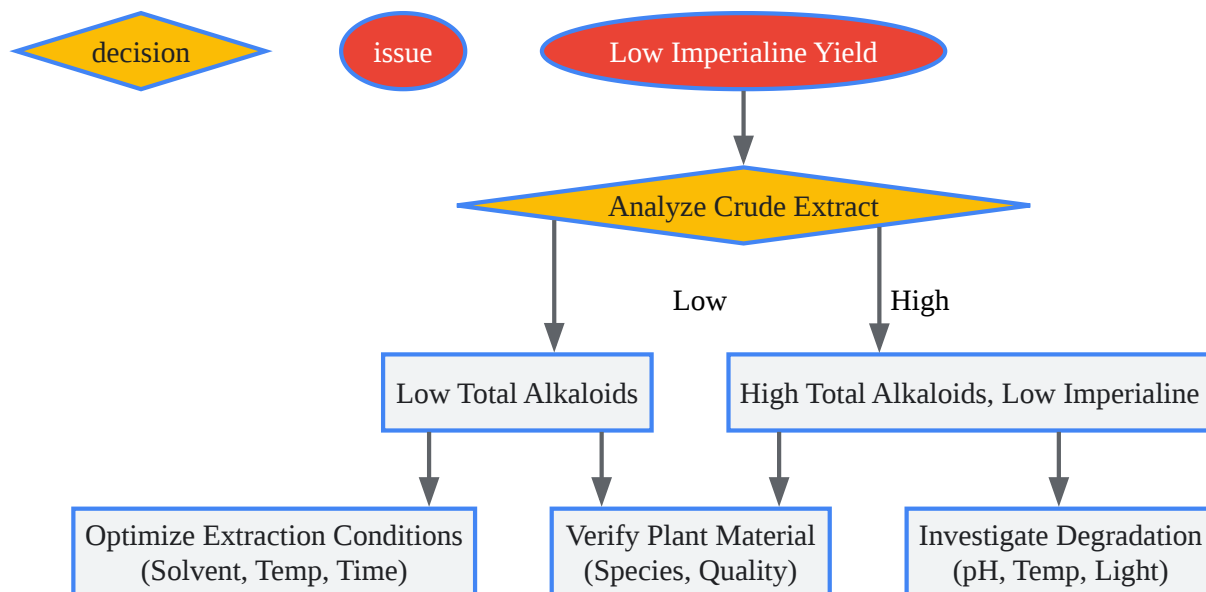 decision
issue
Low Imperialine Yield
Analyze Crude Extract
Low
High
Low Total Alkaloids
High Total Alkaloids, Low Imperialine
Optimize Extraction Conditions
(Solvent, Temp, Time)
Verify Plant Material
(Species, Quality)
Investigate Degradation
(pH, Temp, Light)